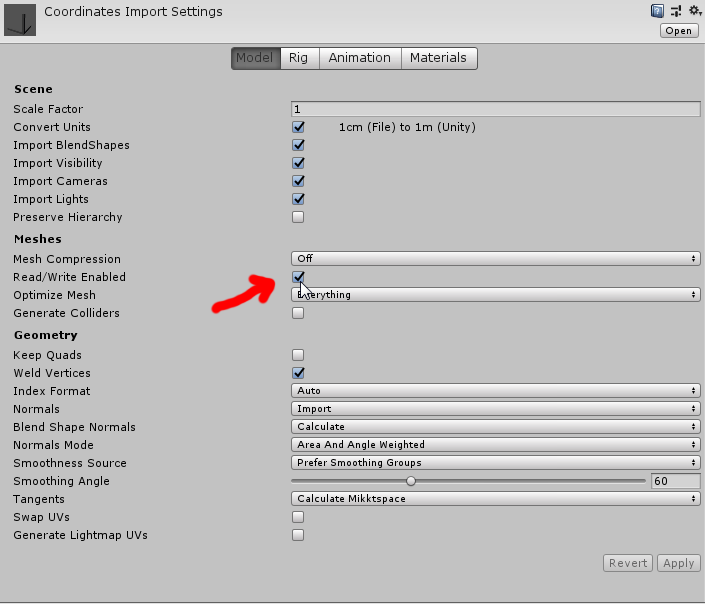 Coordinates Import Settings
Open
Model Rig Animation Materials
Scene
Scale Factor 1
Convert Units 1cm (File) to 1m (Unity)
Import BlendShapes
Import Visibility
Import Cameras
Import Lights
Preserve Hierarchy
Meshes
Mesh Compression Off
Read/Write Enabled
Optimize Mesh Everything
Generate Colliders
Geometry
Keep Quads
Weld Vertices
Index Format Auto
Normals Import
Blend Shape Normals Calculate
Normals Mode Area And Angle Weighted
Smoothness Source Prefer Smoothing Groups
Smoothing Angle 60
Tangents Calculate Mikktspace
Swap UVs
Generate Lightmap UVs
Revert Apply